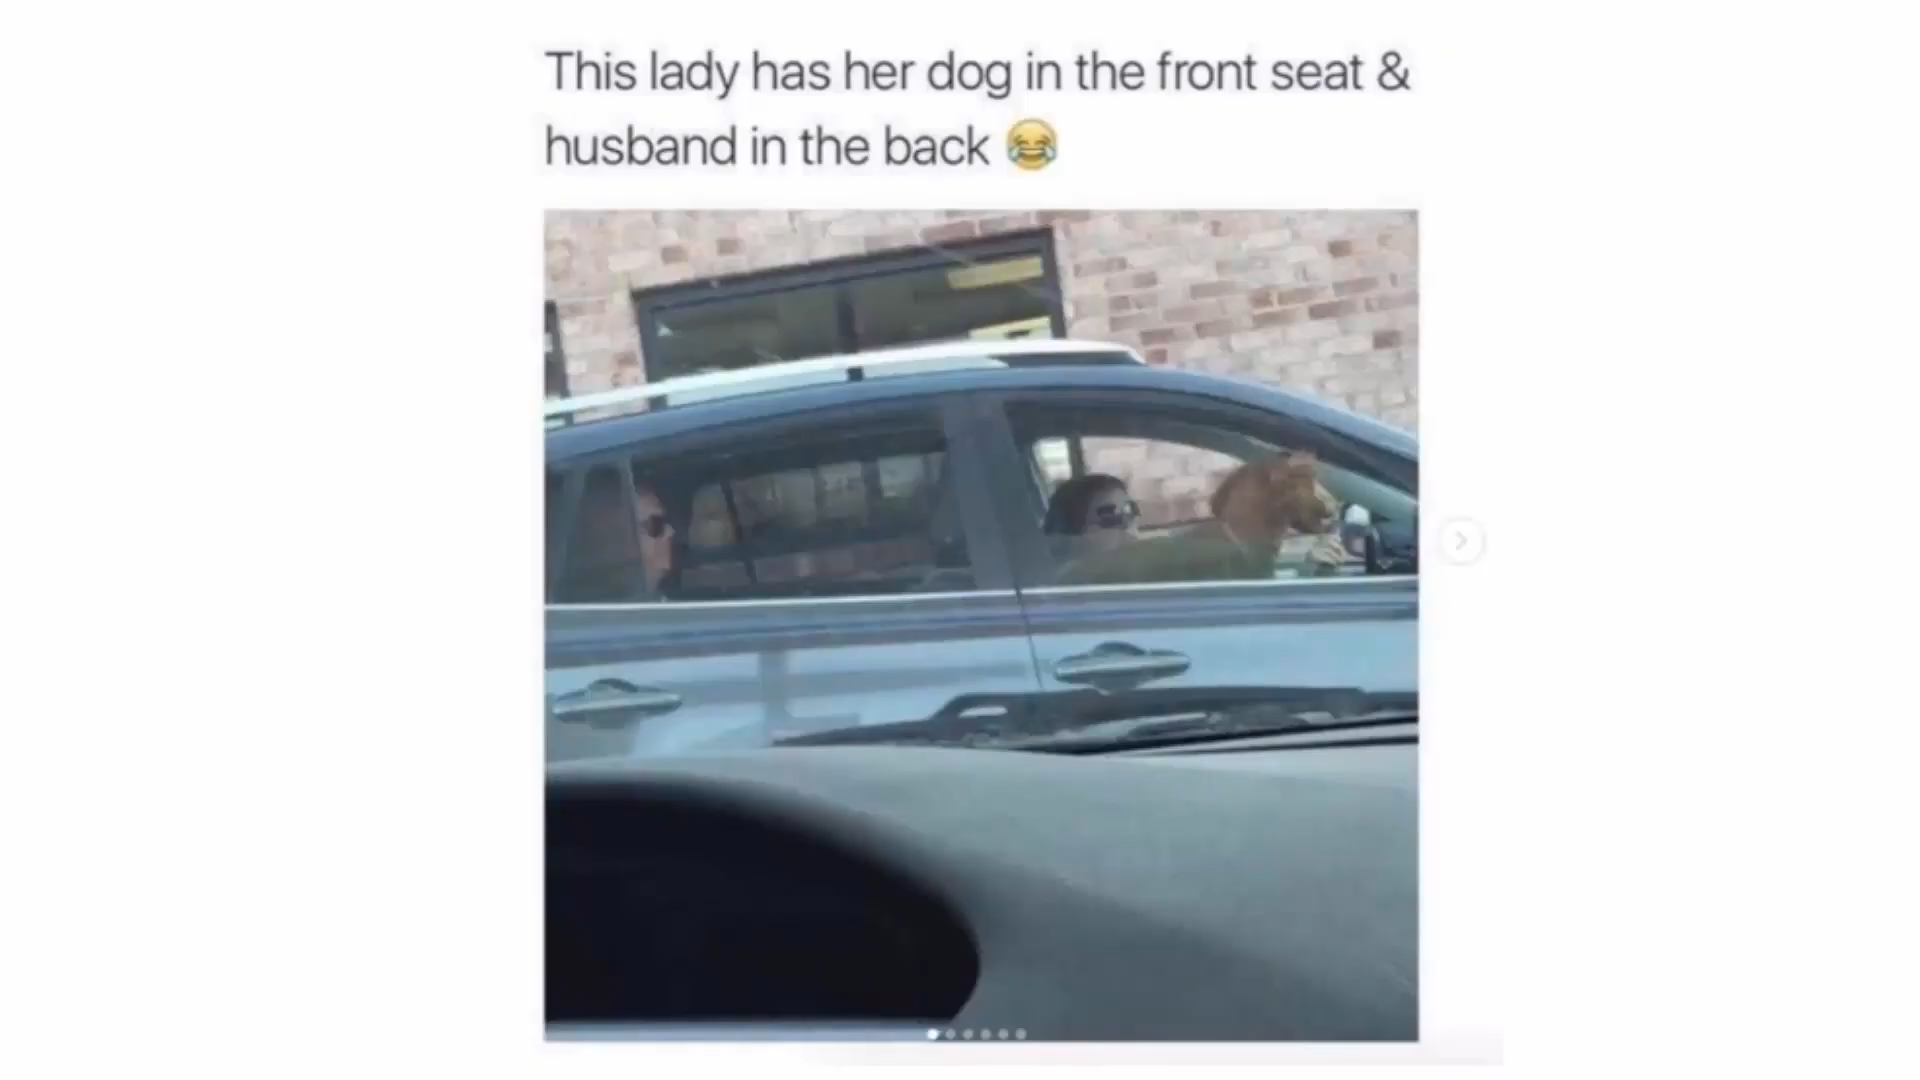 This lady has her dog in the front seat &
husband in the back 😂